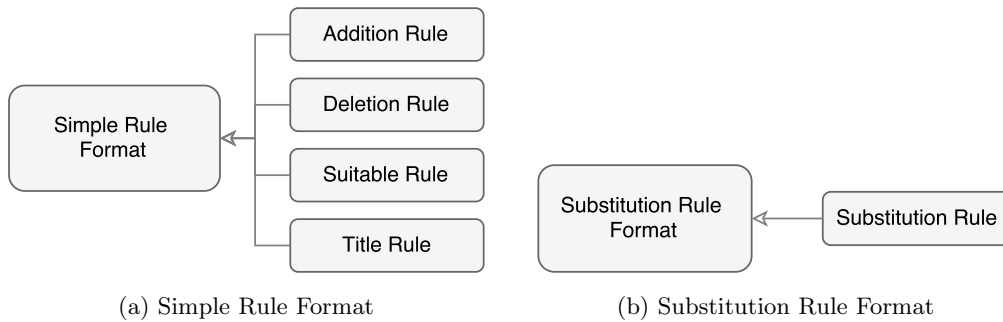 Addition Rule
Deletion Rule
Simple Rule
Format
Suitable Rule
Title Rule
(a) Simple Rule Format
Substitution Rule
Format
Substitution Rule
(b) Substitution Rule Format